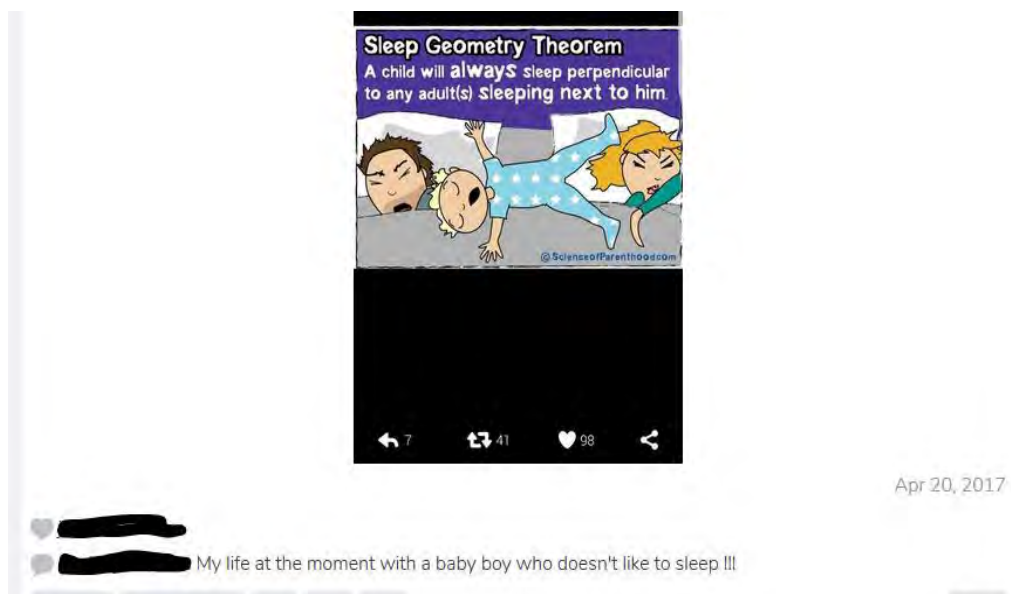 Sleep Geometry Theorem
A child will always sleep perpendicular
to any adult(s) sleeping next to him.
© ScienseofParenthood.com
7 41 98
Apr 20, 2017
My life at the moment with a baby boy who doesn't like to sleep !!!